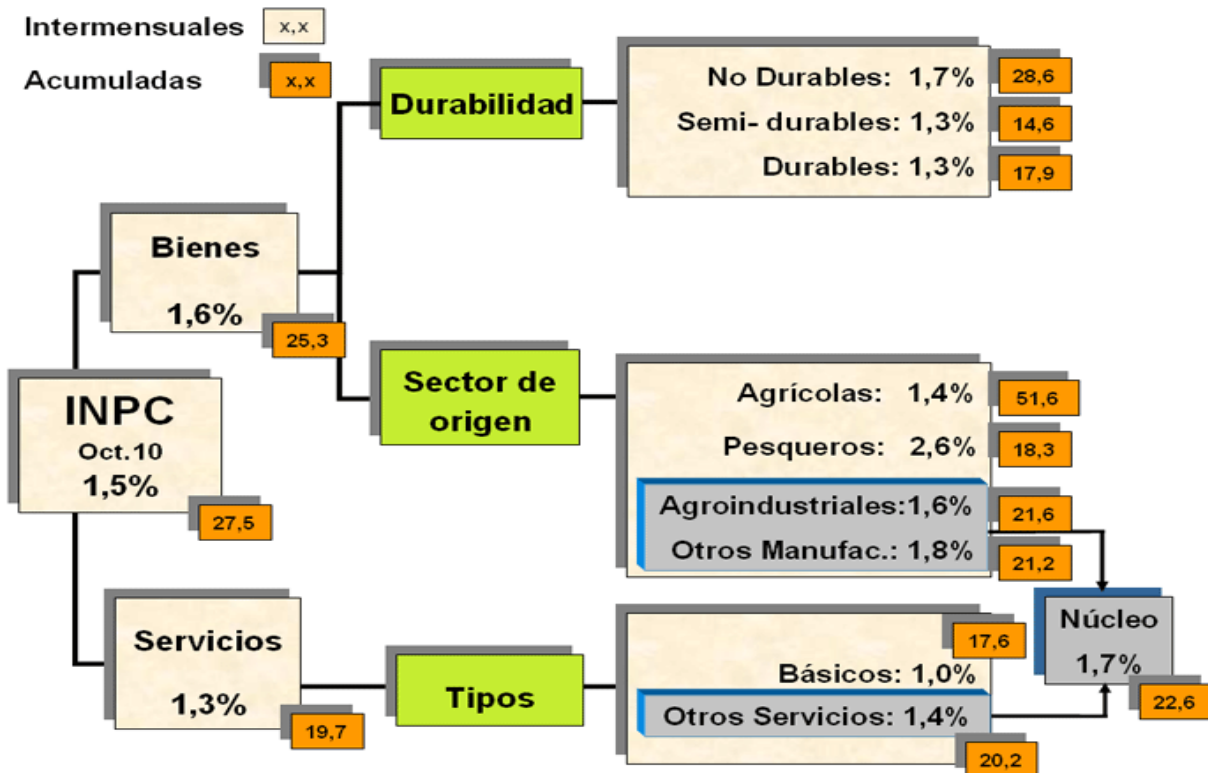 Intermensuales x,x
Acumuladas x,x
Durabilidad
No Durables: 1,7% 28,6
Semi- durables: 1,3% 14,6
Durables: 1,3% 17,9
Bienes
1,6%
25,3
Sector de
origen
Agrícolas: 1,4% 51,6
Pesqueros: 2,6% 18,3
Agroindustriales:1,6% 21,6
Otros Manufac.: 1,8% 21,2
INPC
Oct.10
1,5%
27,5
Servicios
1,3%
19,7
Tipos
17,6
Básicos: 1,0%
Otros Servicios: 1,4%
20,2
Núcleo
1,7%
22,6